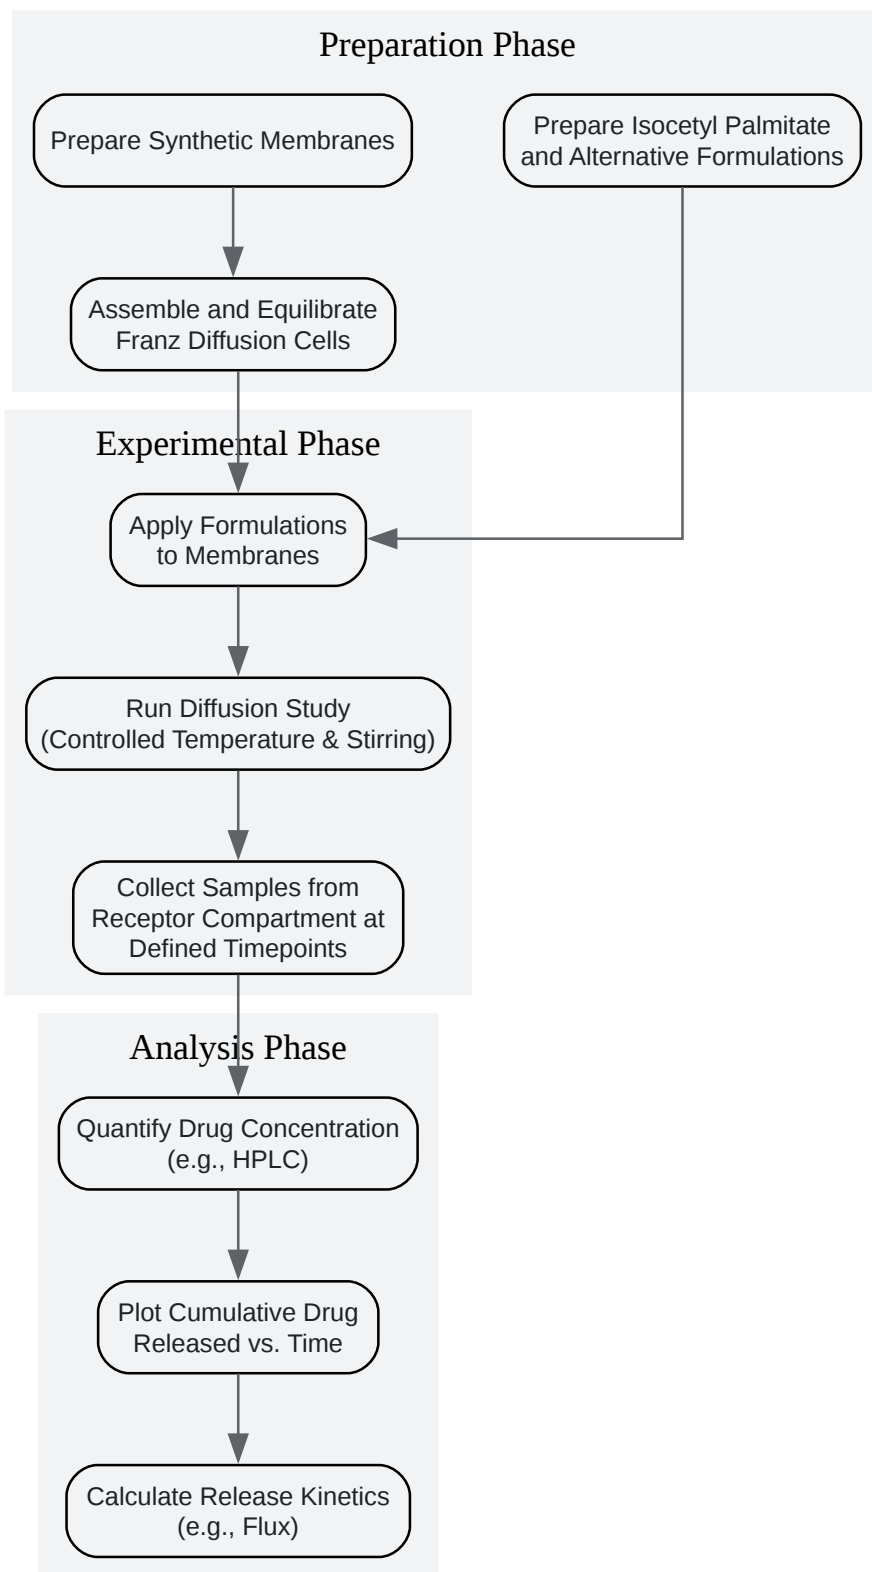 Preparation Phase
Prepare Synthetic Membranes
Prepare Isocetyl Palmitate
and Alternative Formulations
Assemble and Equilibrate
Franz Diffusion Cells
Experimental Phase
Apply Formulations
to Membranes
Run Diffusion Study
(Controlled Temperature & Stirring)
Collect Samples from
Receptor Compartment at
Defined Timepoints
Analysis Phase
Quantify Drug Concentration
(e.g., HPLC)
Plot Cumulative Drug
Released vs. Time
Calculate Release Kinetics
(e.g., Flux)